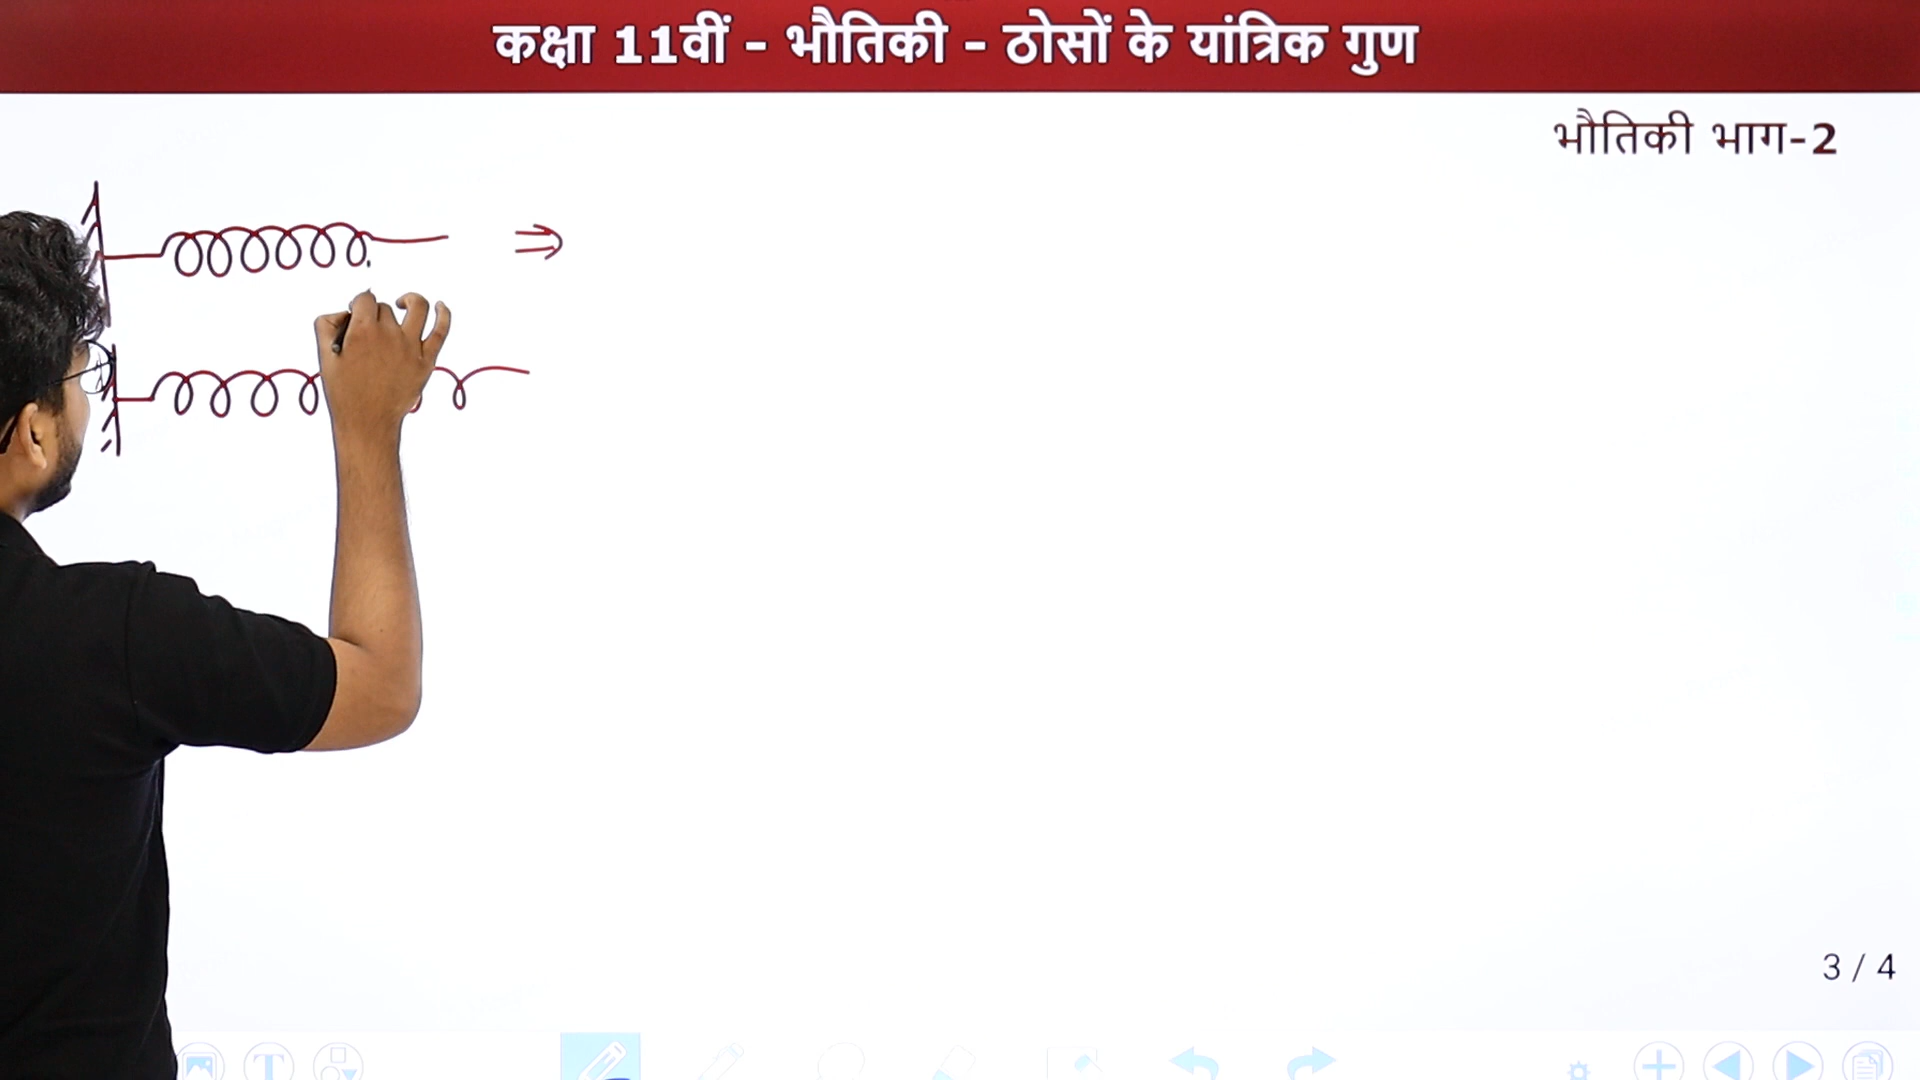 कक्षा 11वीं - भौतिकी - ठोसों के यांत्रिक गुण
भौतिकी भाग-2
3 / 4
T